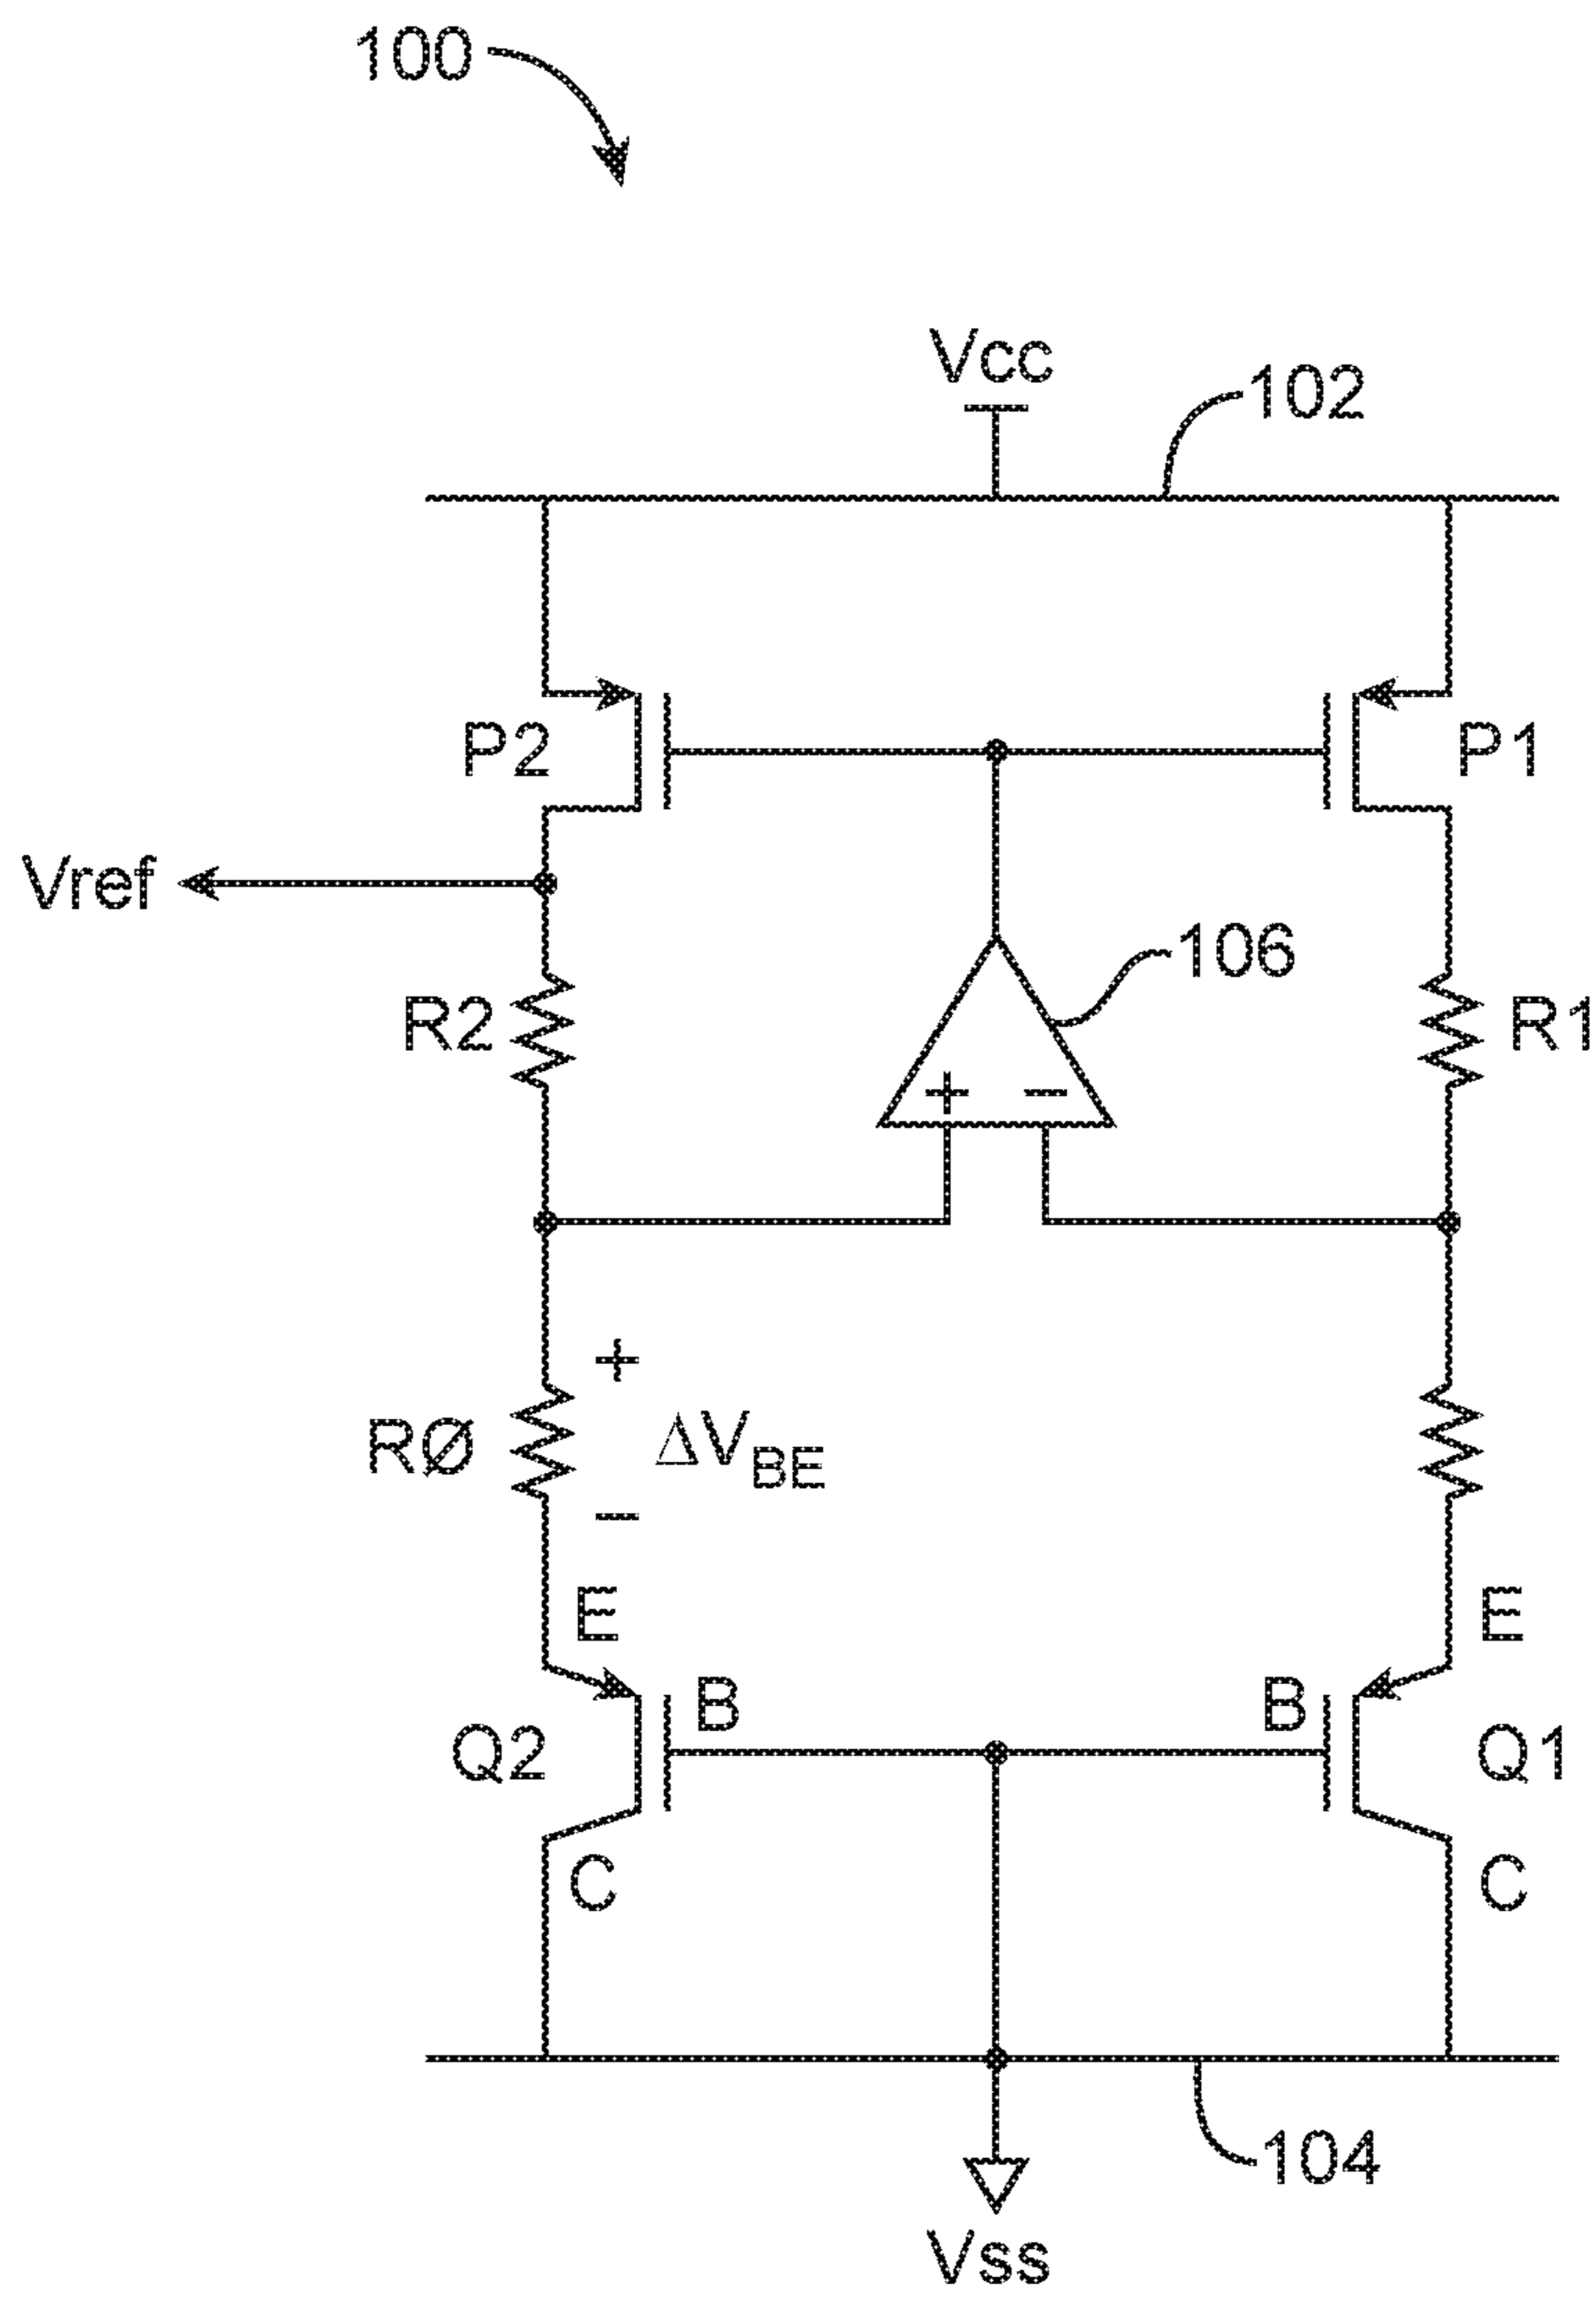 100
Vcc
102
P2
P1
Vref
106
R2
R1
+ −
+
RØ
ΔVBE
−
E
E
B
B
Q2
Q1
C
C
104
Vss